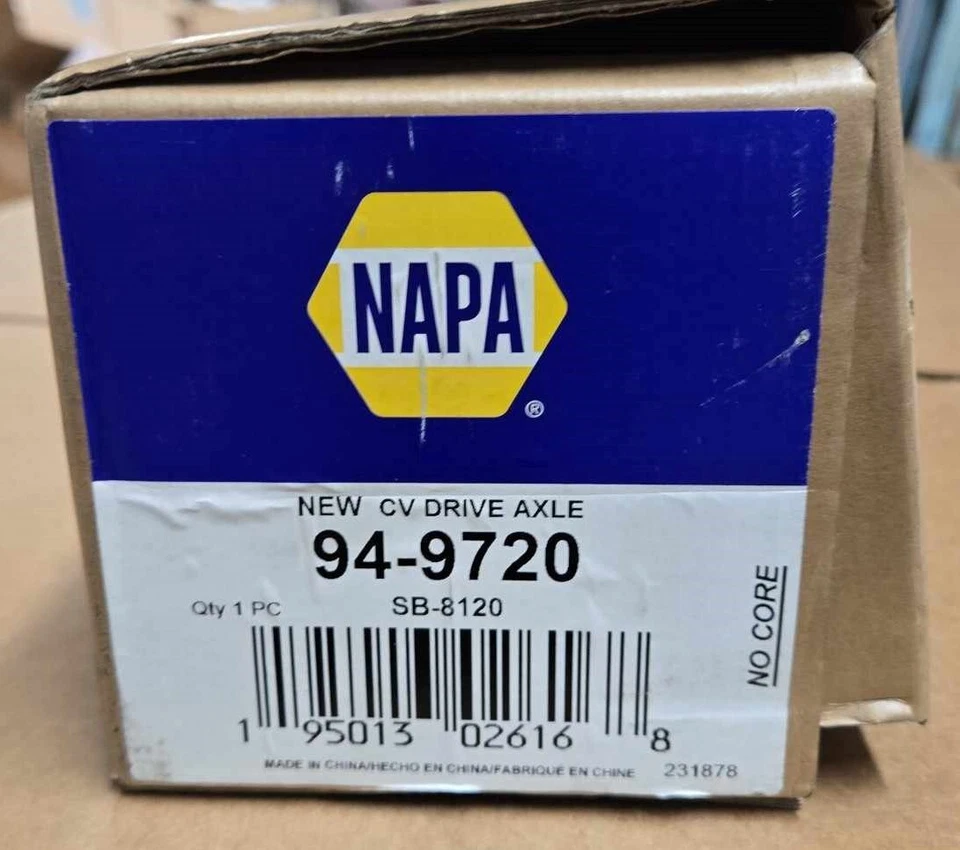 NAPA
®
NEW CV DRIVE AXLE
94-9720
Qty 1 PC SB-8120
NO CORE
1 95013 02616 8
MADE IN CHINA/HECHO EN CHINA/FABRIQUE EN CHINE 231878